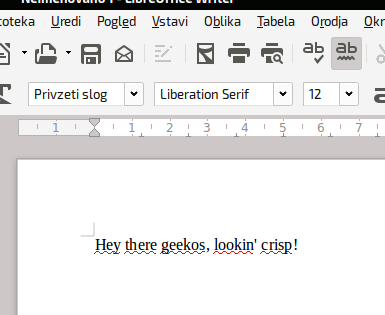 Neimenovano 1 - LibreOffice Writer
toteka Uredi Pogled Vstavi Oblika Tabela Orodja Okn
Privzeti slog Liberation Serif 12
1 1 2 3 4 5 6 7
Hey there geekos, lookin' crisp!